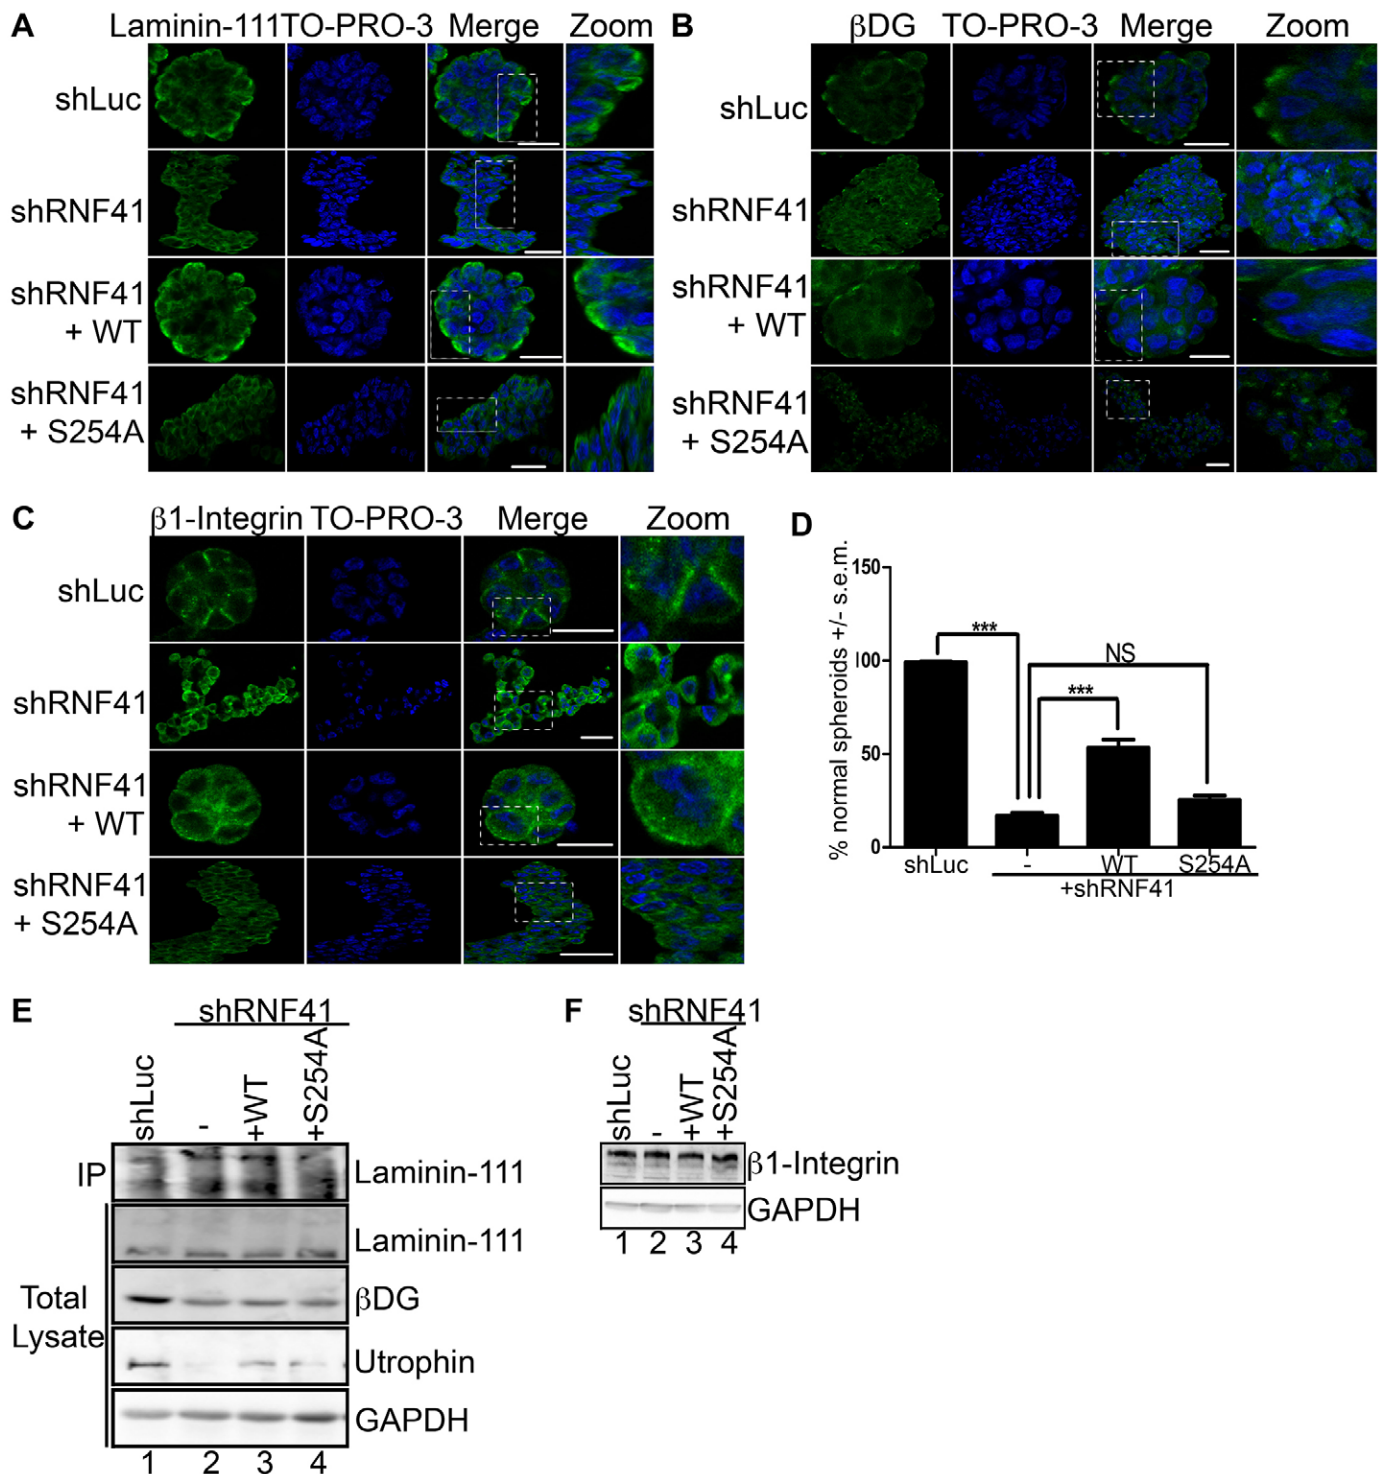 A
Laminin-111 TO-PRO-3 Merge Zoom
shLuc
shRNF41
shRNF41
+ WT
shRNF41
+ S254A
B
βDG TO-PRO-3 Merge Zoom
shLuc
shRNF41
shRNF41
+ WT
shRNF41
+ S254A
C
β1-Integrin TO-PRO-3 Merge Zoom
shLuc
shRNF41
shRNF41
+ WT
shRNF41
+ S254A
D
% normal spheroids +/- s.e.m.
150
100
50
0
***
NS
***
shLuc - WT S254A
+shRNF41
E
shRNF41
shLuc - +WT +S254A
IP Laminin-111
Laminin-111
Total
Lysate
βDG
Utrophin
GAPDH
1 2 3 4
F
shRNF41
shLuc - +WT +S254A
β1-Integrin
GAPDH
1 2 3 4